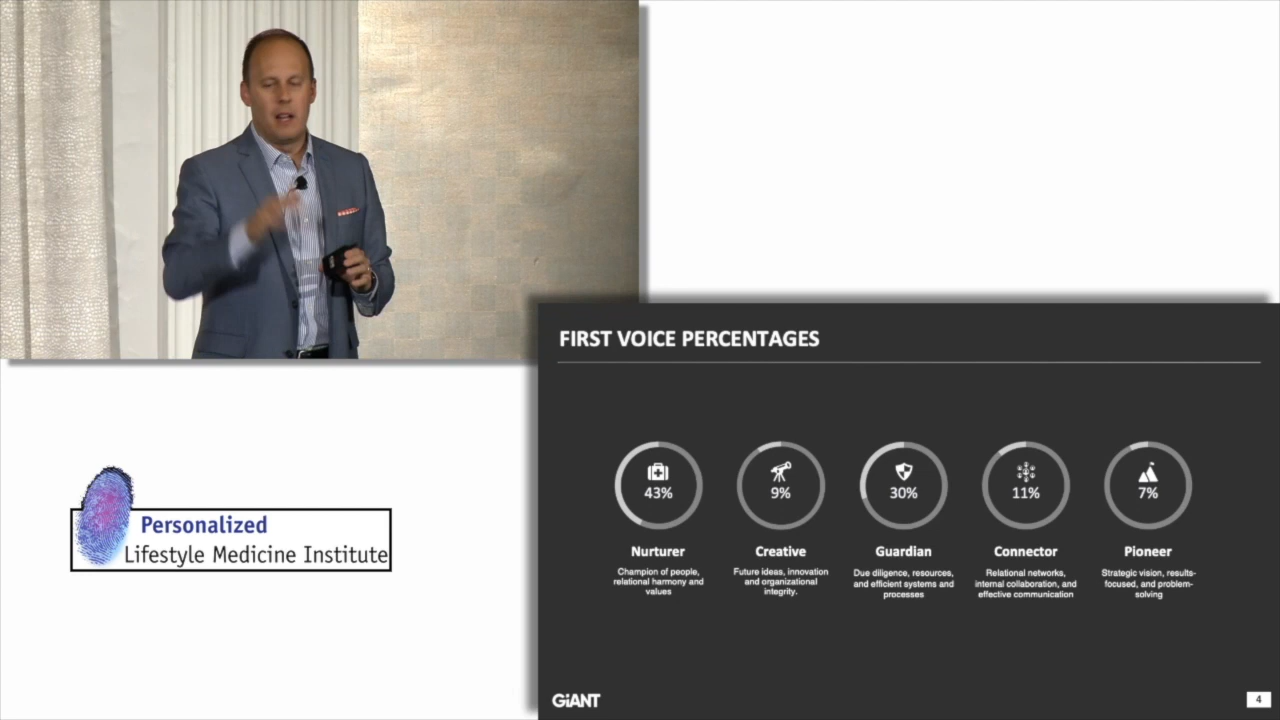 Personalized
Lifestyle Medicine Institute
FIRST VOICE PERCENTAGES
43%
9%
30%
11%
7%
Nurturer
Champion of people,
relational harmony and
values
Creative
Future ideas, innovation
and organizational
integrity.
Guardian
Due diligence, resources,
and efficient systems and
processes
Connector
Relational networks,
internal collaboration, and
effective communication
Pioneer
Strategic vision, results-
focused, and problem-
solving
GiANT
4